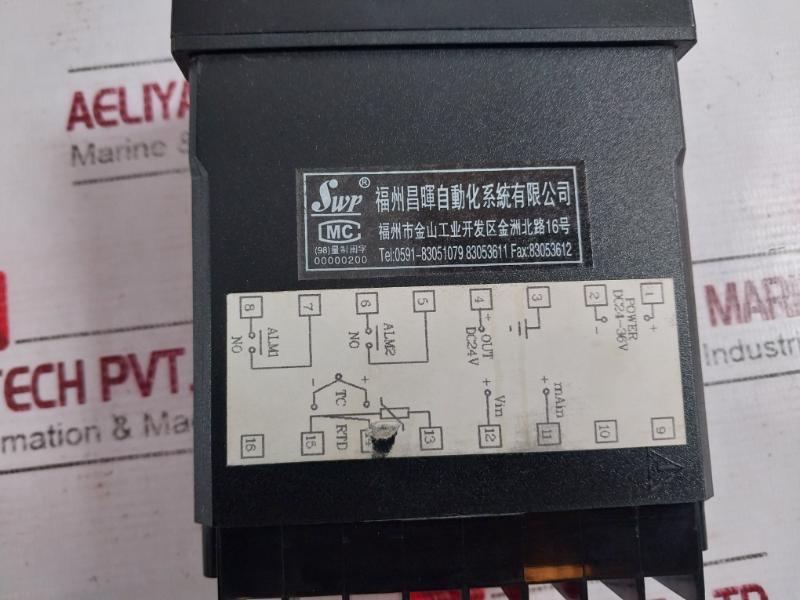 AELIYA
Marine &
Swp ®
福州昌暉自動化系統有限公司
MC
福州市金山工业开发区金洲北路16号
(98)量制闽字
00000200
Tel:0591-83051079 83053611 Fax:83053612
8 7 6 5 4 3 2 1
NO ALM1
NO ALM2
+ OUT
DC24V
POWER
DC24-36V
- +
- TC +
RTD
+ Vin
+ mAin
16 15 14 13 12 11 10 9
TECH PVT.
mation & Ma
MARIN
Industri